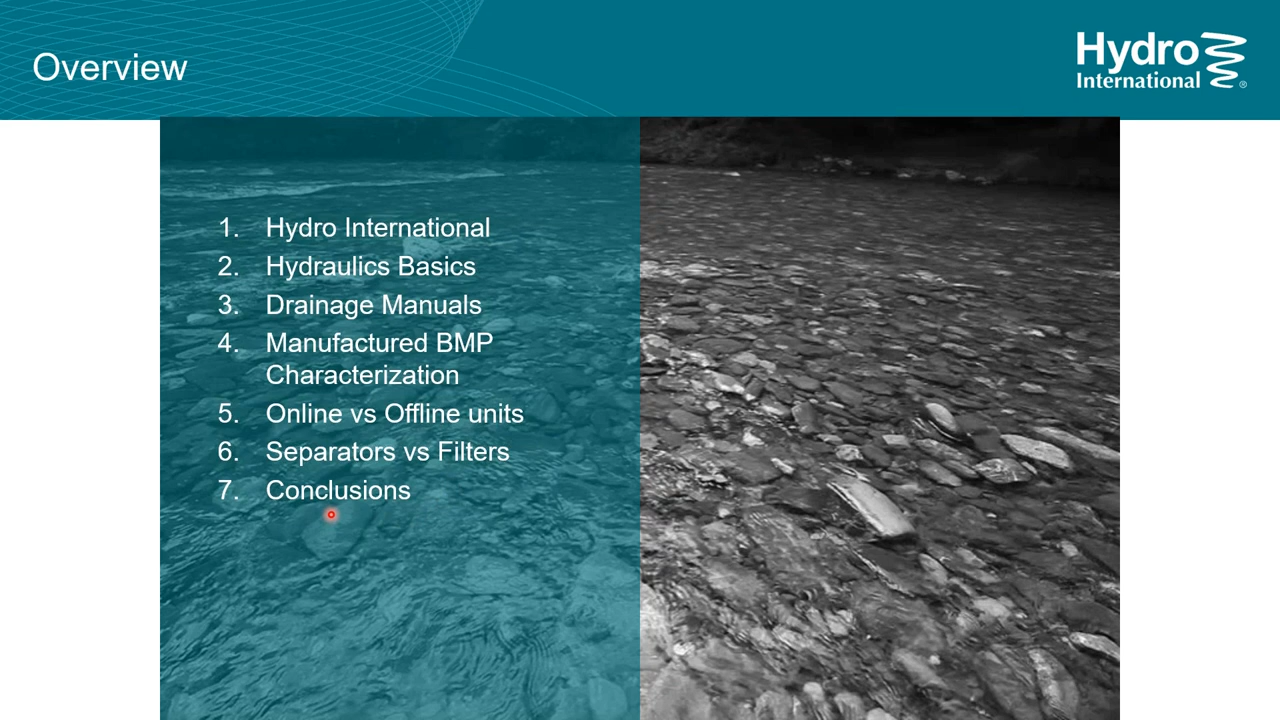 Overview
Hydro
International
®
1. Hydro International
2. Hydraulics Basics
3. Drainage Manuals
4. Manufactured BMP
Characterization
5. Online vs Offline units
6. Separators vs Filters
7. Conclusions